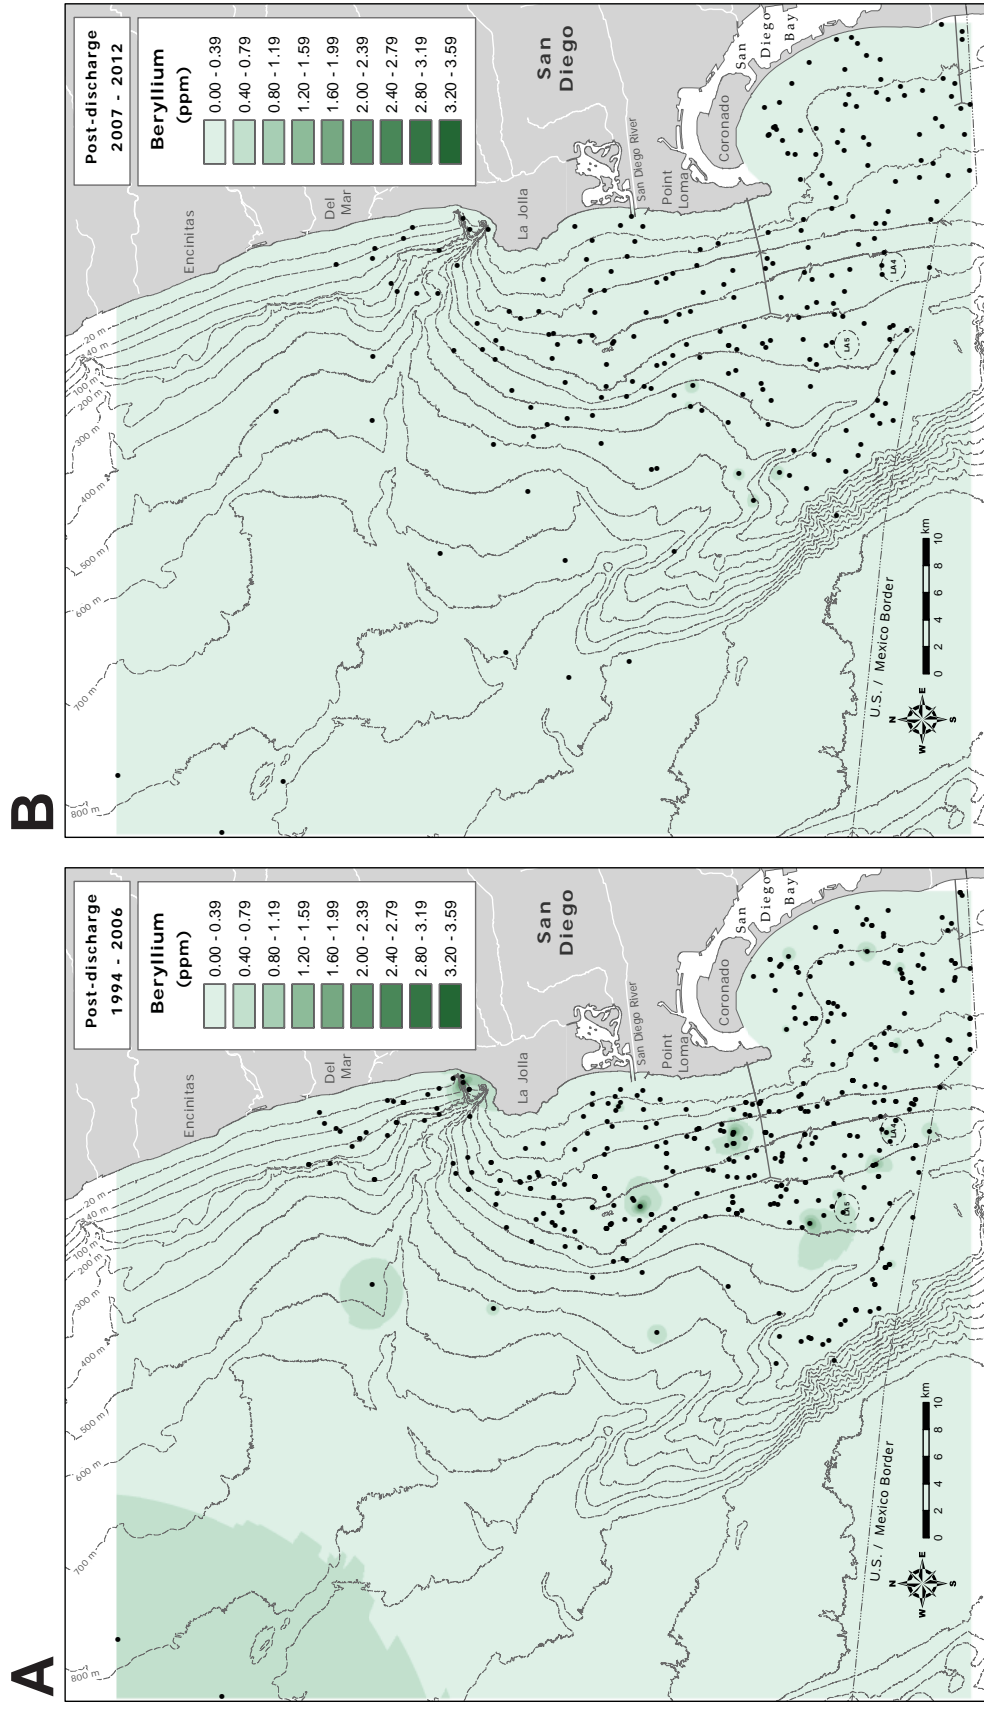 A
Post-discharge
1994 - 2006
Beryllium
(ppm)
0.00 - 0.39
0.40 - 0.79
0.80 - 1.19
1.20 - 1.59
1.60 - 1.99
2.00 - 2.39
2.40 - 2.79
2.80 - 3.19
3.20 - 3.59
800 m
700 m
600 m
500 m
400 m
300 m
200 m
100 m
20 m
Encinitas
Del
Mar
La Jolla
San
Diego
San Diego River
Point
Loma
Coronado
San
Diego
Bay
LA4
LA5
U.S. / Mexico Border
N
W
E
S
0 2 4 6 8 10
km
B
Post-discharge
2007 - 2012
Beryllium
(ppm)
0.00 - 0.39
0.40 - 0.79
0.80 - 1.19
1.20 - 1.59
1.60 - 1.99
2.00 - 2.39
2.40 - 2.79
2.80 - 3.19
3.20 - 3.59
800 m
700 m
600 m
500 m
400 m
300 m
200 m
100 m
20 m
Encinitas
Del
Mar
La Jolla
San
Diego
San Diego River
Point
Loma
Coronado
San
Diego
Bay
LA4
LA5
U.S. / Mexico Border
N
W
E
S
0 2 4 6 8 10
km